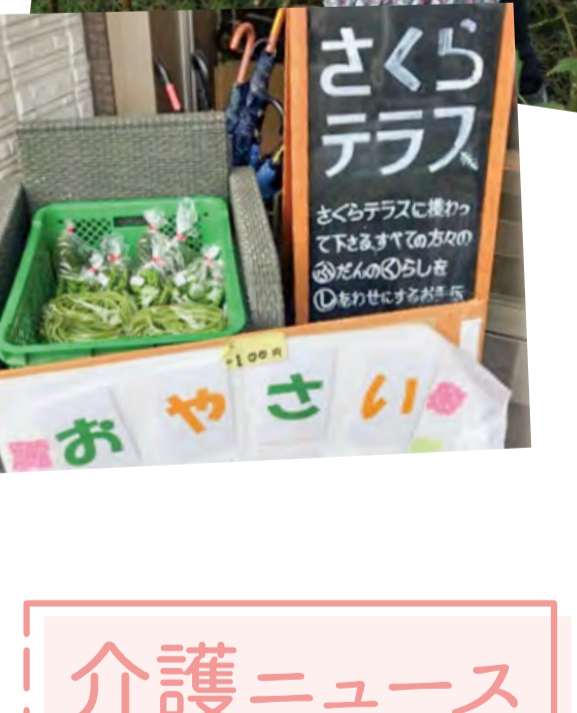 さくら
テラス
さくらテラスに携わっ
て下さる、すべての方々の
ふだんのくらしを
しあわせにするお手伝
100円
おやさい
介護ニュース